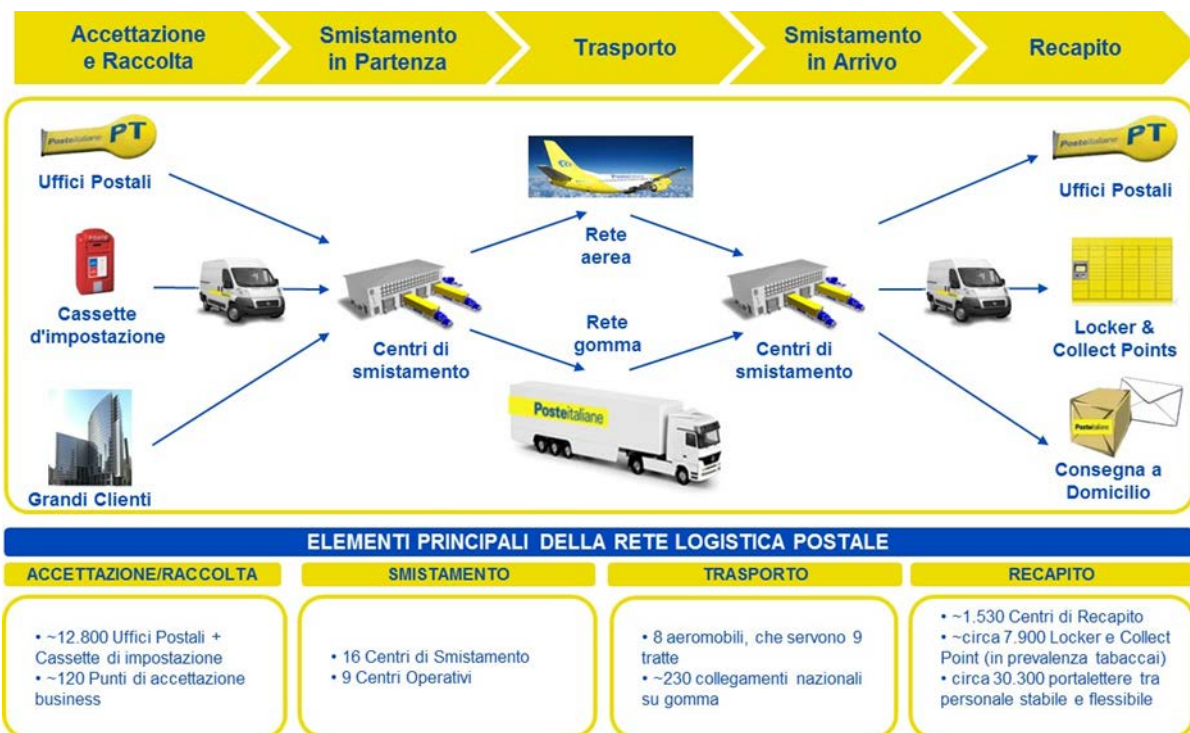 Accettazione
e Raccolta
Smistamento
in Partenza
Trasporto
Smistamento
in Arrivo
Recapito
Posteitaliane PT
Uffici Postali
Cassette
d'impostazione
Grandi Clienti
Centri di
smistamento
Rete
aerea
Rete
gomma
Posteitaliane
Centri di
smistamento
Posteitaliane PT
Uffici Postali
Locker &
Collect Points
Posteitaliane
Consegna a
Domicilio
ELEMENTI PRINCIPALI DELLA RETE LOGISTICA POSTALE
ACCETTAZIONE/RACCOLTA
• ~12.800 Uffici Postali +
Cassette di impostazione
• ~120 Punti di accettazione
business
SMISTAMENTO
• 16 Centri di Smistamento
• 9 Centri Operativi
TRASPORTO
• 8 aeromobili, che servono 9
tratte
• ~230 collegamenti nazionali
su gomma
RECAPITO
• ~1.530 Centri di Recapito
• ~circa 7.900 Locker e Collect
Point (in prevalenza tabaccai)
• circa 30.300 portalettere tra
personale stabile e flessibile